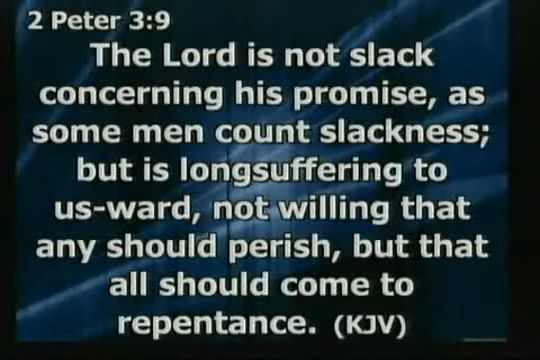 2 Peter 3:9
The Lord is not slack
concerning his promise, as
some men count slackness;
but is longsuffering to
us-ward, not willing that
any should perish, but that
all should come to
repentance. (KJV)